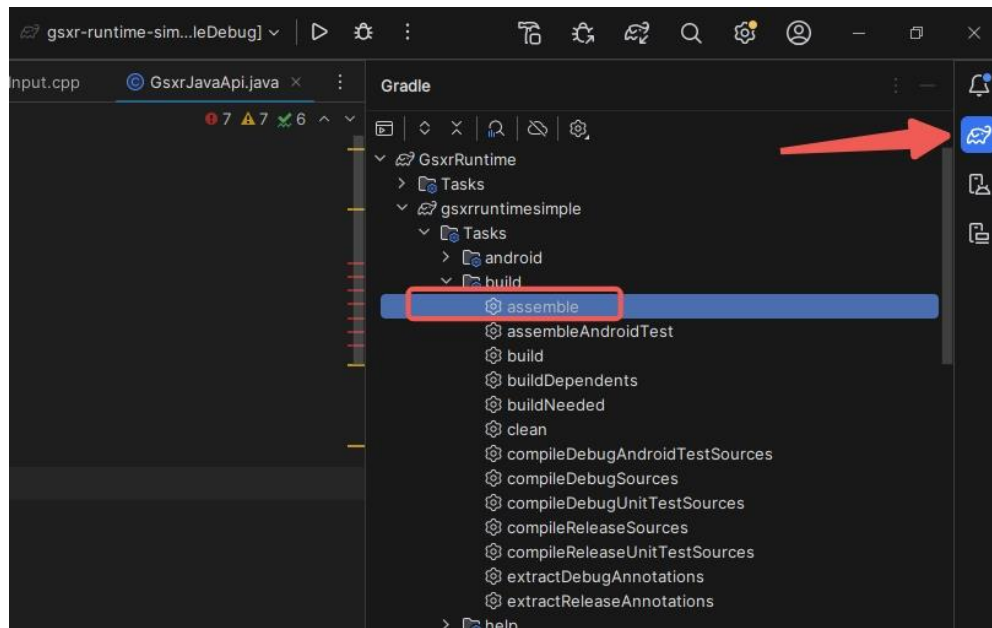 gsxr-runtime-sim...leDebug]
Input.cpp
GsxrJavaApi.java
7 7 6
Gradle
GsxrRuntime
Tasks
gsxrruntimesimple
Tasks
android
build
assemble
assembleAndroidTest
build
buildDependents
buildNeeded
clean
compileDebugAndroidTestSources
compileDebugSources
compileDebugUnitTestSources
compileReleaseSources
compileReleaseUnitTestSources
extractDebugAnnotations
extractReleaseAnnotations
help